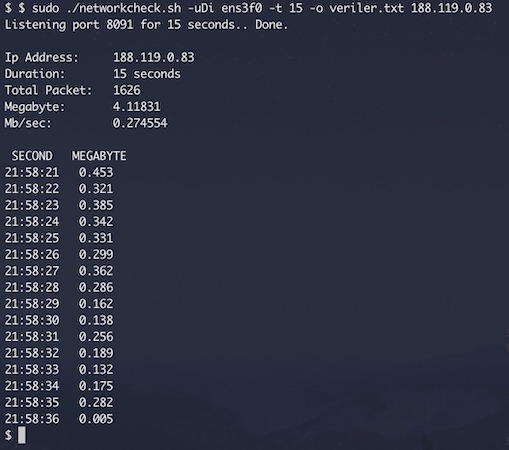 $ $ sudo ./networkcheck.sh -uDi ens3f0 -t 15 -o veriler.txt 188.119.0.83
Listening port 8091 for 15 seconds.. Done.
Ip Address: 188.119.0.83
Duration: 15 seconds
Total Packet: 1626
Megabyte: 4.11831
Mb/sec: 0.274554
SECOND MEGABYTE
21:58:21 0.453
21:58:22 0.321
21:58:23 0.385
21:58:24 0.342
21:58:25 0.331
21:58:26 0.299
21:58:27 0.362
21:58:28 0.286
21:58:29 0.162
21:58:30 0.138
21:58:31 0.256
21:58:32 0.189
21:58:33 0.132
21:58:34 0.175
21:58:35 0.282
21:58:36 0.005
$